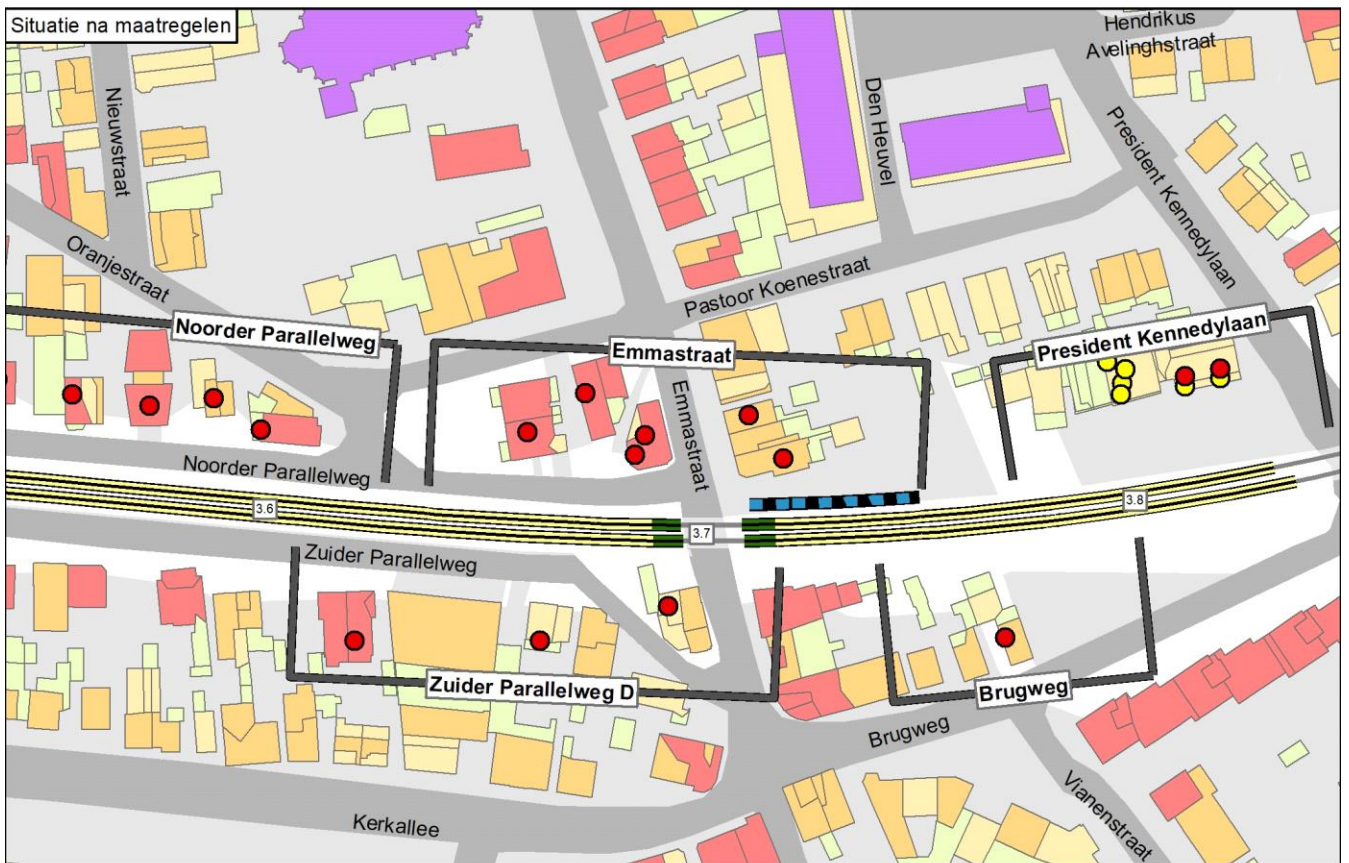 Situatie na maatregelen
Hendrikus
Avelinghstraat
Nieuwstraat
Den Heuvel
President Kennedylaan
Oranjestraat
Pastoor Koenestraat
Noorder Parallelweg
Emmastraat
President Kennedylaan
Emmastraat
Noorder Parallelweg
3.6
3.7
3.8
Zuider Parallelweg
Zuider Parallelweg D
Brugweg
Brugweg
Vianenstraat
Kerkallee